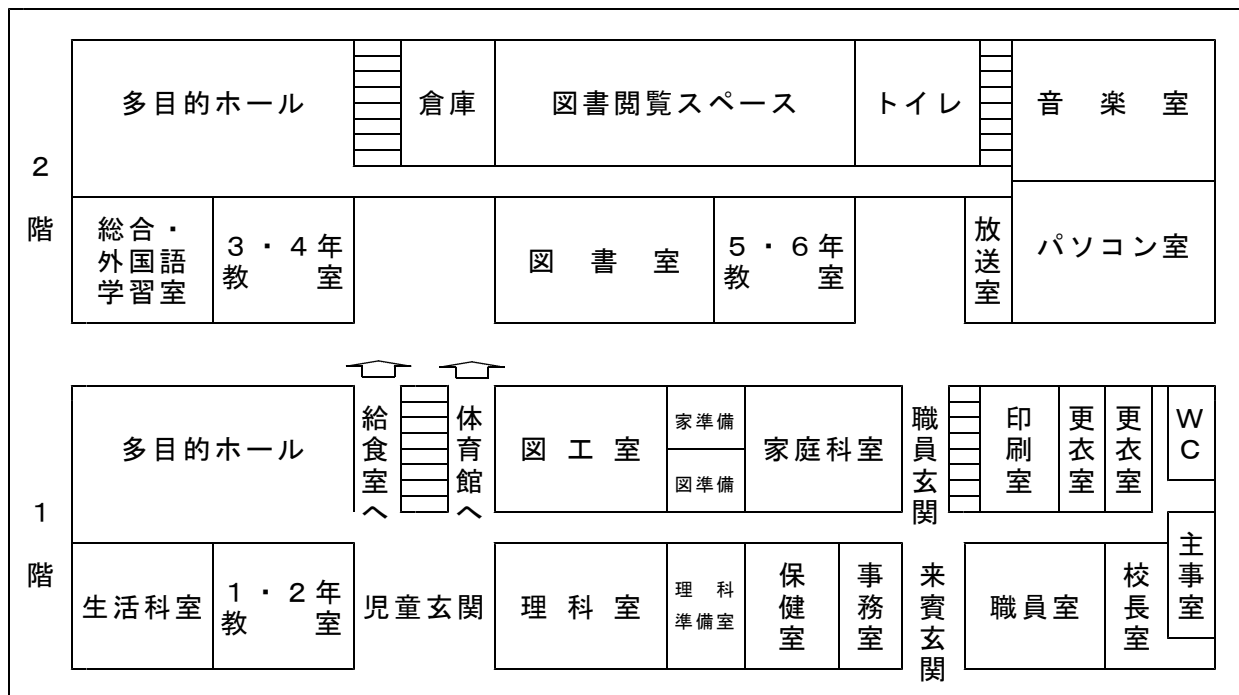 2階
多目的ホール
倉庫
図書閲覧スペース
トイレ
音楽室
総合・
外国語
学習室
3・4年
教室
図書室
5・6年
教室
放送室
パソコン室
1階
多目的ホール
給食室へ
体育館へ
図工室
家準備
図準備
家庭科室
職員玄関
印刷室
更衣室
更衣室
WC
生活科室
1・2年
教室
児童玄関
理科室
理科
準備室
保健室
事務室
来賓玄関
職員室
校長室
主事室